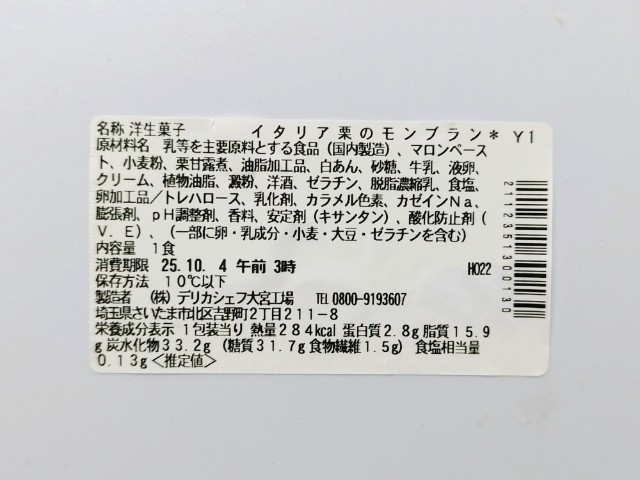 名称 洋生菓子 イタリア栗のモンブラン＊ Y1
原材料名 乳等を主要原料とする食品（国内製造）、マロンペース
ト、小麦粉、栗甘露煮、油脂加工品、白あん、砂糖、牛乳、液卵、
クリーム、植物油脂、澱粉、洋酒、ゼラチン、脱脂濃縮乳、食塩、
卵加工品／トレハロース、乳化剤、カラメル色素、カゼインNa、
膨張剤、pH調整剤、香料、安定剤（キサンタン）、酸化防止剤（
V．E）、（一部に卵・乳成分・小麦・大豆・ゼラチンを含む）
内容量 1食
消費期限 25.10. 4 午前 3時 H022
保存方法 10℃以下
製造者 （株）デリカシェフ大宮工場 TEL0800-9193607
埼玉県さいたま市北区吉野町2丁目211-8
栄養成分表示 1包装当り 熱量284kcal 蛋白質2.8g 脂質15.9
g 炭水化物33.2g（糖質31.7g 食物繊維1.5g） 食塩相当量
0.13g＜推定値＞
2112351300130